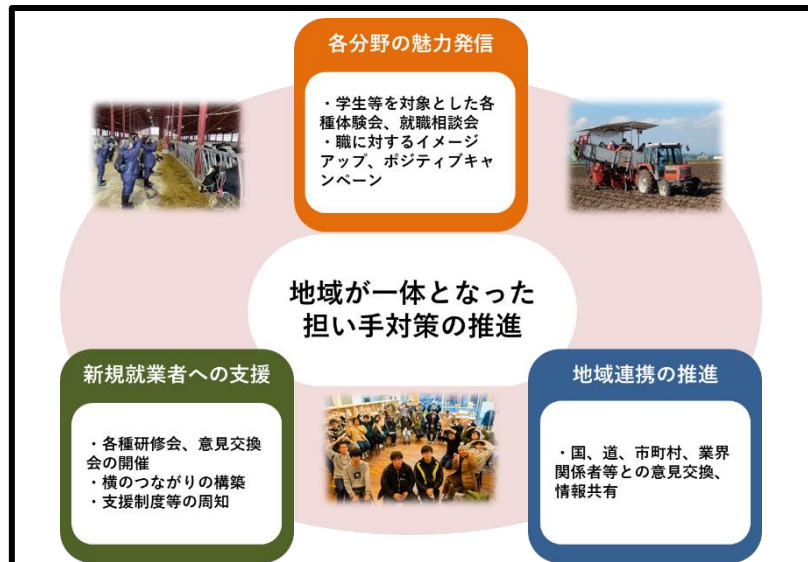 各分野の魅力発信
・学生等を対象とした各
種体験会、就職相談会
・職に対するイメージ
アップ、ポジティブキャ
ンペーン
地域が一体となった
担い手対策の推進
新規就業者への支援
・各種研修会、意見交換
会の開催
・横のつながりの構築
・支援制度等の周知
地域連携の推進
・国、道、市町村、業界
関係者等との意見交換、
情報共有